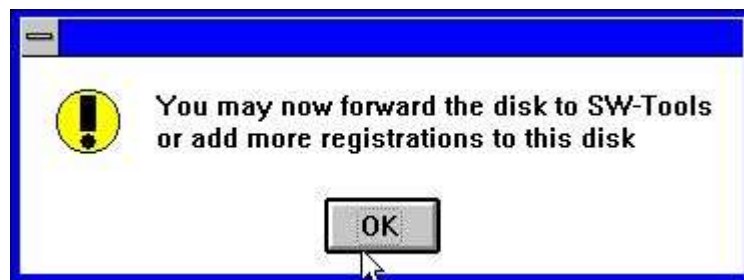 You may now forward the disk to SW-Tools
or add more registrations to this disk
OK